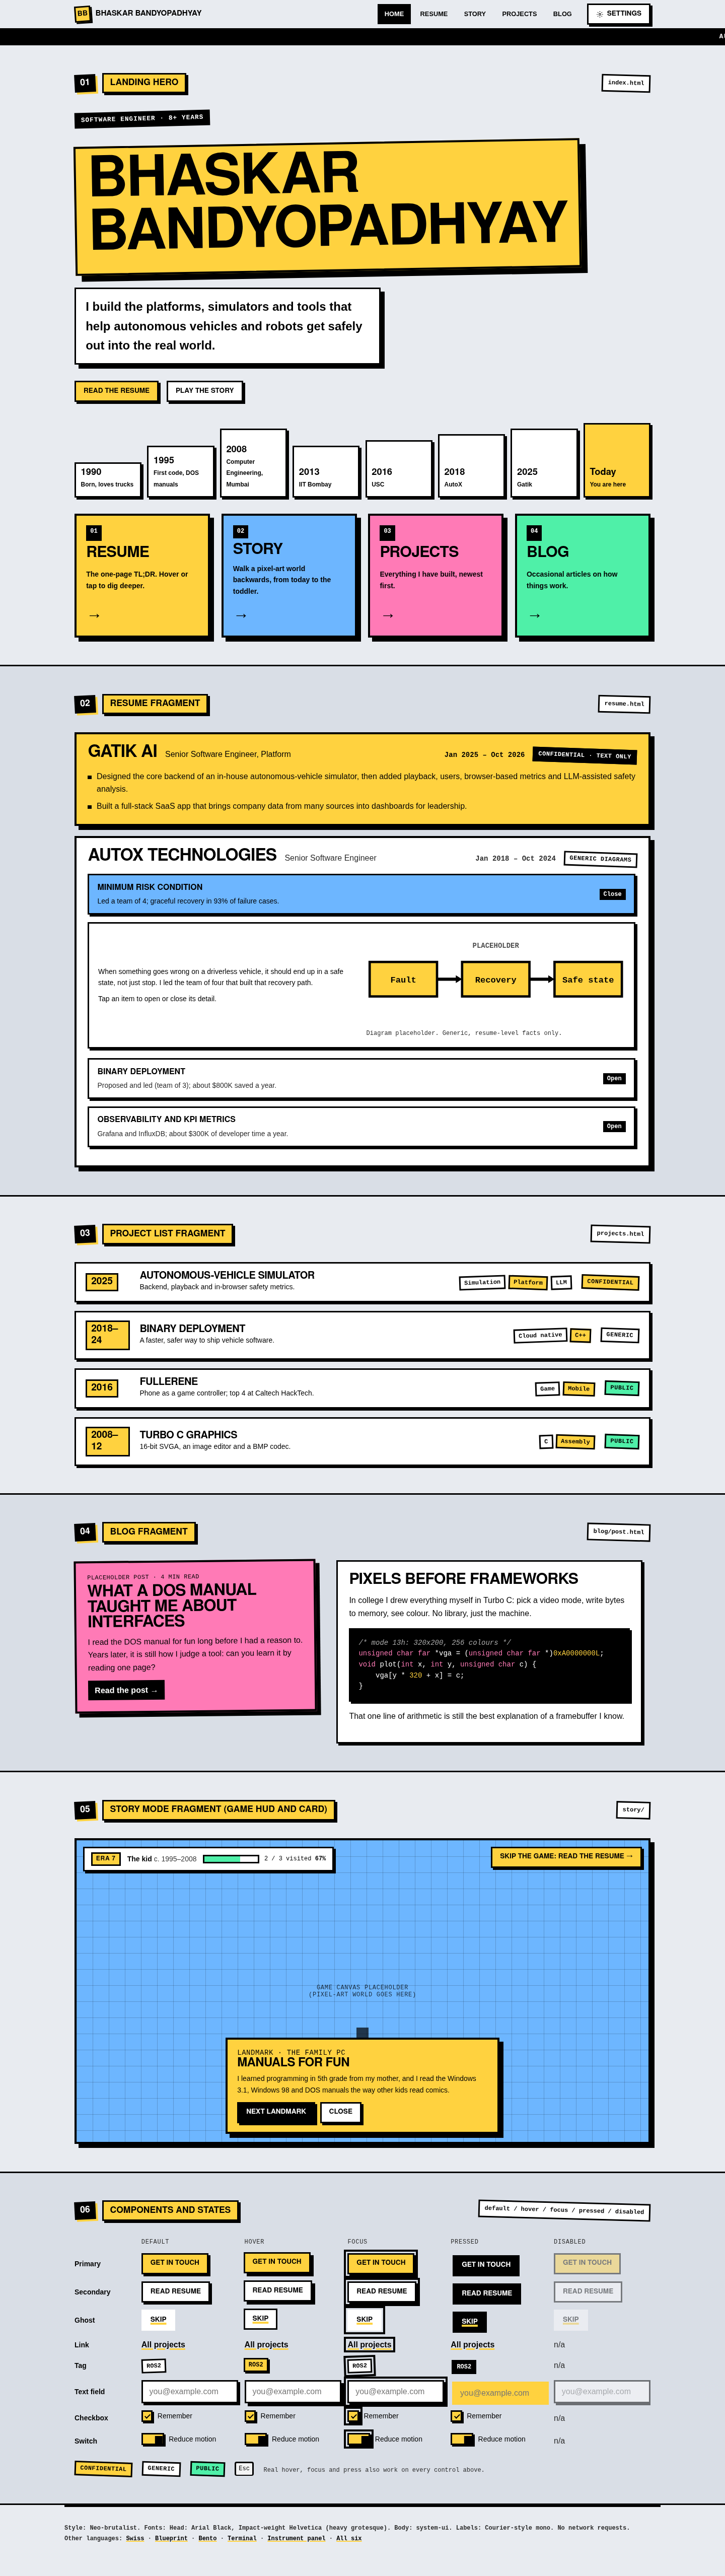 BB BHASKAR BANDYOPADHYAY HOME RESUME STORY PROJECTS BLOG SETTINGS
01 LANDING HERO index.html
SOFTWARE ENGINEER · 8+ YEARS
BHASKAR
BANDYOPADHYAY
I build the platforms, simulators and tools that
help autonomous vehicles and robots get safely
out into the real world.
READ THE RESUME PLAY THE STORY
1990
Born, loves trucks
1995
First code, DOS
manuals
2008
Computer
Engineering,
Mumbai
2013
IIT Bombay
2016
USC
2018
AutoX
2025
Gatik
Today
You are here
01
RESUME
The one-page TL;DR. Hover or
tap to dig deeper.
→
02
STORY
Walk a pixel-art world
backwards, from today to the
toddler.
→
03
PROJECTS
Everything I have built, newest
first.
→
04
BLOG
Occasional articles on how
things work.
→
02 RESUME FRAGMENT resume.html
GATIK AI Senior Software Engineer, Platform Jan 2025 – Oct 2026 CONFIDENTIAL · TEXT ONLY
Designed the core backend of an in-house autonomous-vehicle simulator, then added playback, users, browser-based metrics and LLM-assisted safety
analysis.
Built a full-stack SaaS app that brings company data from many sources into dashboards for leadership.
AUTOX TECHNOLOGIES Senior Software Engineer Jan 2018 – Oct 2024 GENERIC DIAGRAMS
MINIMUM RISK CONDITION
Led a team of 4; graceful recovery in 93% of failure cases.
Close
When something goes wrong on a driverless vehicle, it should end up in a safe
state, not just stop. I led the team of four that built that recovery path.
Tap an item to open or close its detail.
PLACEHOLDER
Fault Recovery Safe state
Diagram placeholder. Generic, resume-level facts only.
BINARY DEPLOYMENT
Proposed and led (team of 3); about $800K saved a year.
Open
OBSERVABILITY AND KPI METRICS
Grafana and InfluxDB; about $300K of developer time a year.
Open
03 PROJECT LIST FRAGMENT projects.html
2025 AUTONOMOUS-VEHICLE SIMULATOR
Backend, playback and in-browser safety metrics.
Simulation Platform LLM CONFIDENTIAL
2018–
24
BINARY DEPLOYMENT
A faster, safer way to ship vehicle software.
Cloud native C++ GENERIC
2016 FULLERENE
Phone as a game controller; top 4 at Caltech HackTech.
Game Mobile PUBLIC
2008–
12
TURBO C GRAPHICS
16-bit SVGA, an image editor and a BMP codec.
C Assembly PUBLIC
04 BLOG FRAGMENT blog/post.html
PLACEHOLDER POST · 4 MIN READ
WHAT A DOS MANUAL
TAUGHT ME ABOUT
INTERFACES
I read the DOS manual for fun long before I had a reason to.
Years later, it is still how I judge a tool: can you learn it by
reading one page?
Read the post →
PIXELS BEFORE FRAMEWORKS
In college I drew everything myself in Turbo C: pick a video mode, write bytes
to memory, see colour. No library, just the machine.
/* mode 13h: 320x200, 256 colours */
unsigned char far *vga = (unsigned char far *)0xA0000000L;
void plot(int x, int y, unsigned char c) {
vga[y * 320 + x] = c;
}
That one line of arithmetic is still the best explanation of a framebuffer I know.
05 STORY MODE FRAGMENT (GAME HUD AND CARD) story/
ERA 7 The kid c. 1995–2008 2 / 3 visited 67% SKIP THE GAME: READ THE RESUME →
GAME CANVAS PLACEHOLDER
(PIXEL-ART WORLD GOES HERE)
LANDMARK · THE FAMILY PC
MANUALS FOR FUN
I learned programming in 5th grade from my mother, and I read the Windows
3.1, Windows 98 and DOS manuals the way other kids read comics.
NEXT LANDMARK CLOSE
06 COMPONENTS AND STATES default / hover / focus / pressed / disabled
DEFAULT HOVER FOCUS PRESSED DISABLED
Primary GET IN TOUCH GET IN TOUCH GET IN TOUCH GET IN TOUCH GET IN TOUCH
Secondary READ RESUME READ RESUME READ RESUME READ RESUME READ RESUME
Ghost SKIP SKIP SKIP SKIP SKIP
Link All projects All projects All projects All projects n/a
Tag ROS2 ROS2 ROS2 ROS2 n/a
Text field you@example.com you@example.com you@example.com you@example.com you@example.com
Checkbox Remember Remember Remember Remember n/a
Switch Reduce motion Reduce motion Reduce motion Reduce motion n/a
CONFIDENTIAL GENERIC PUBLIC Esc Real hover, focus and press also work on every control above.
Style: Neo-brutalist. Fonts: Head: Arial Black, Impact-weight Helvetica (heavy grotesque). Body: system-ui. Labels: Courier-style mono. No network requests.
Other languages: Swiss · Blueprint · Bento · Terminal · Instrument panel · All six